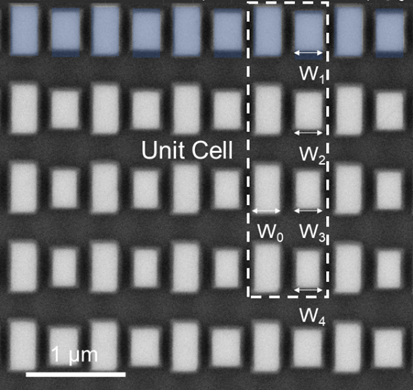 W₁
W₂
Unit Cell
W₀ W₃
W₄
1 μm